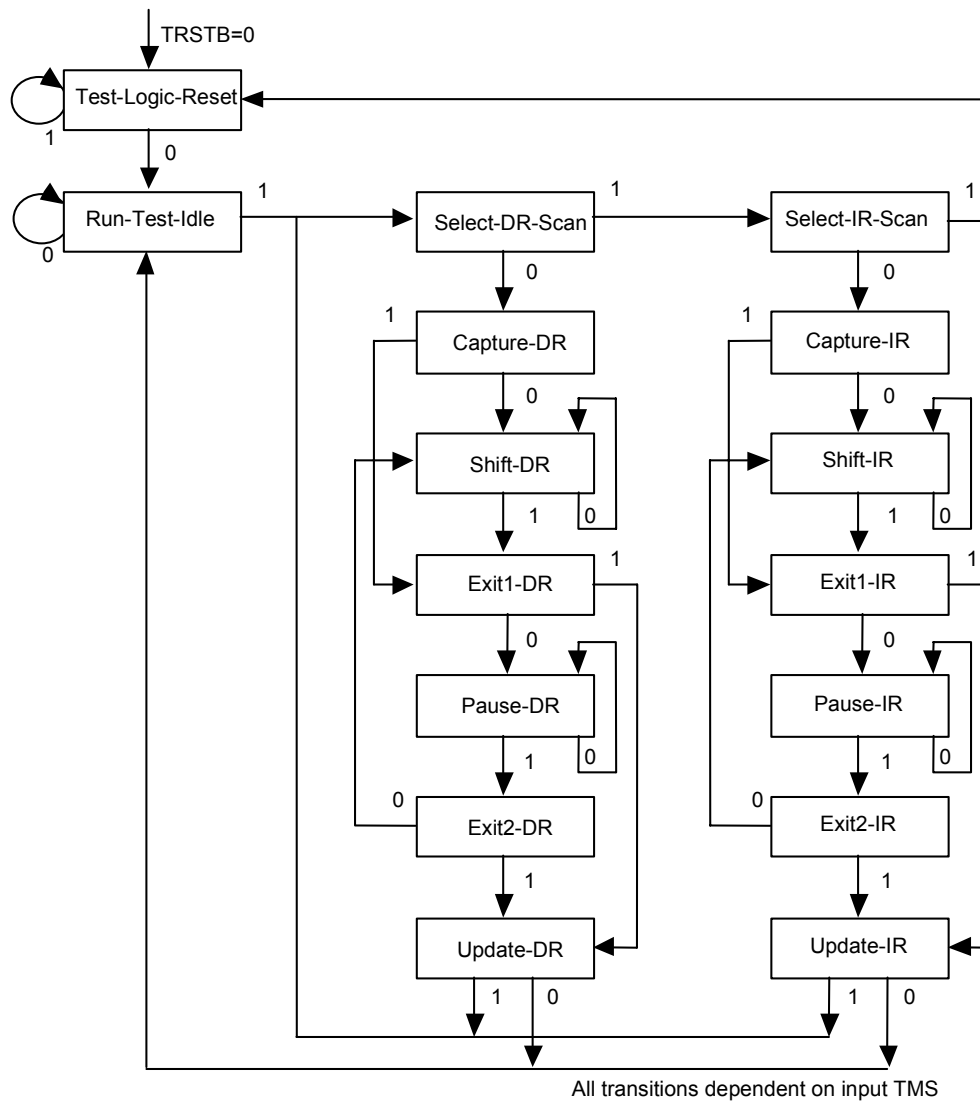 TRSTB=0
Test-Logic-Reset
1
0
Run-Test-Idle
0
1
Select-DR-Scan
1
Select-IR-Scan
1
0
0
1
Capture-DR
1
Capture-IR
0
0
Shift-DR
Shift-IR
1
0
1
0
Exit1-DR
1
Exit1-IR
1
0
0
Pause-DR
Pause-IR
1
0
1
0
0
Exit2-DR
0
Exit2-IR
1
1
Update-DR
Update-IR
1
0
1
0
All transitions dependent on input TMS